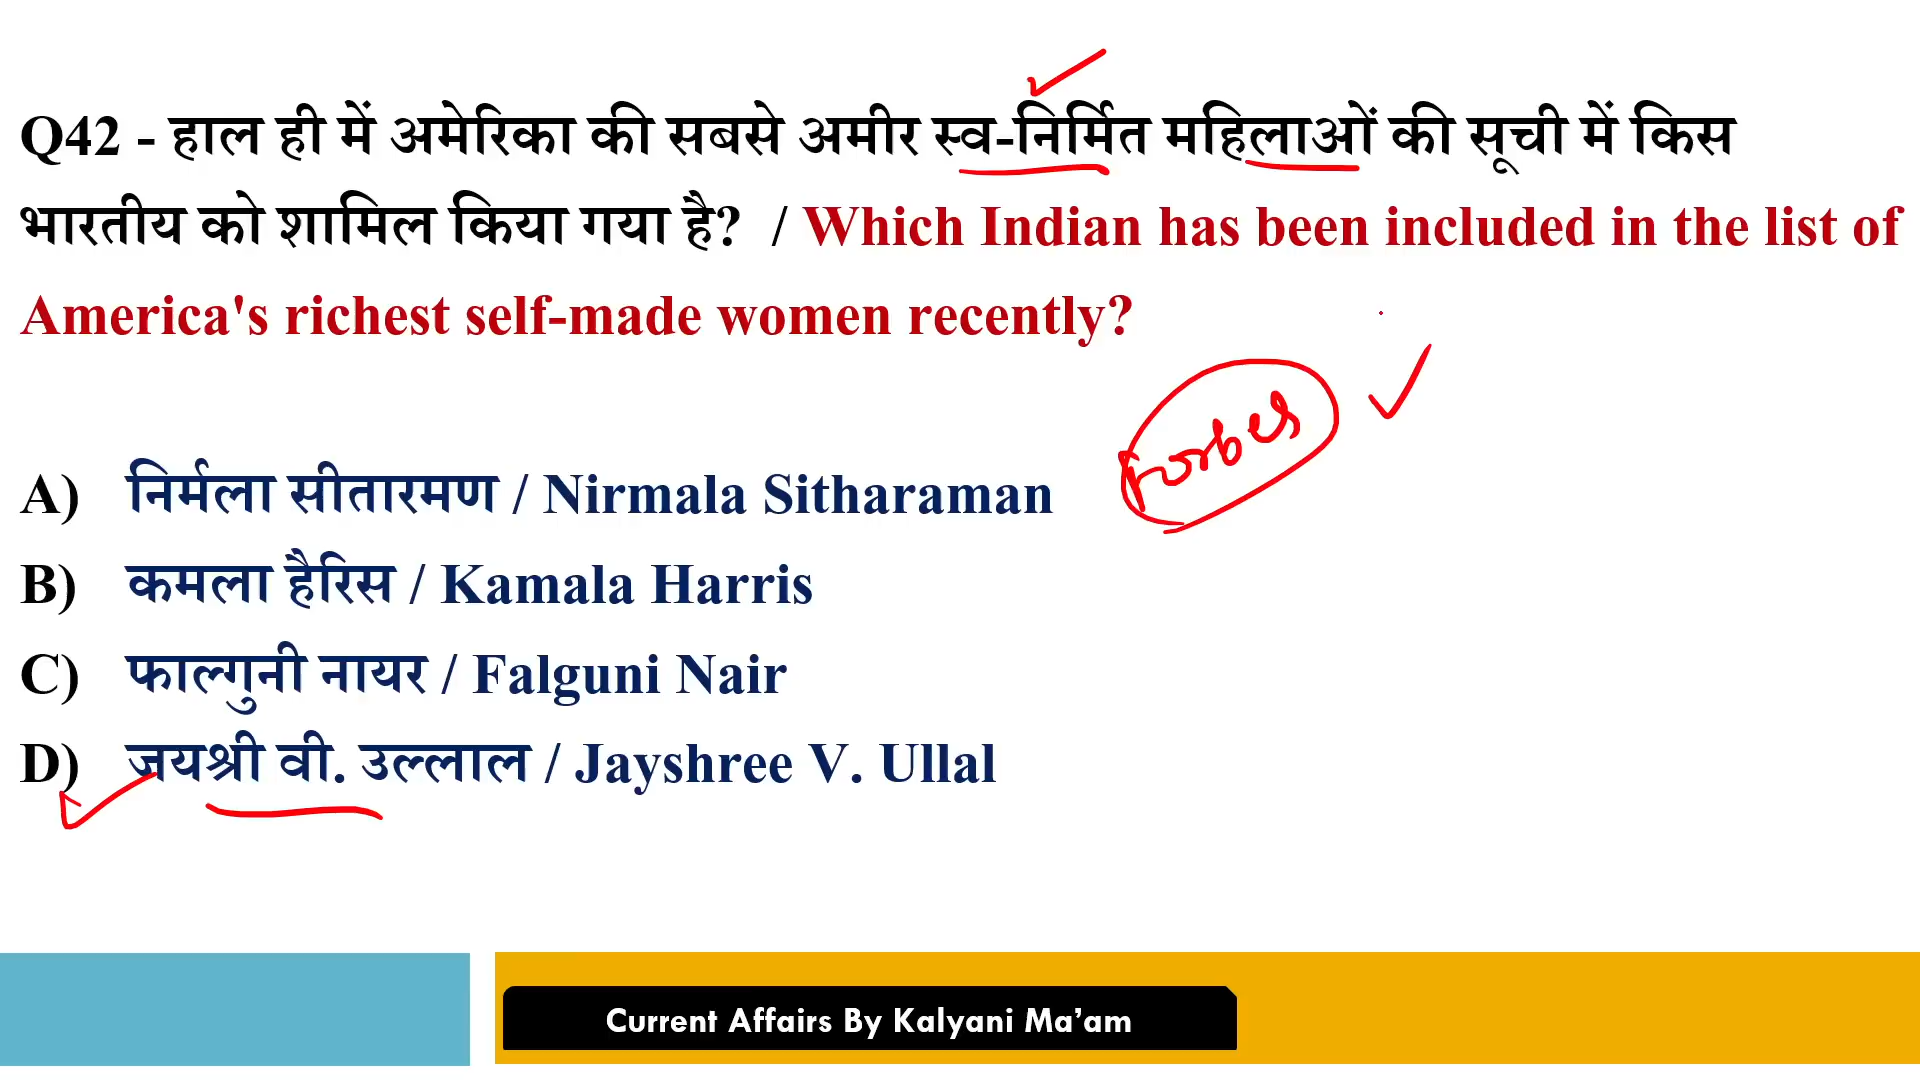 Q42 - हाल ही में अमेरिका की सबसे अमीर स्व-निर्मित महिलाओं की सूची में किस
भारतीय को शामिल किया गया है? / Which Indian has been included in the list of
America's richest self-made women recently?
Forbes
A) निर्मला सीतारमण / Nirmala Sitharaman
B) कमला हैरिस / Kamala Harris
C) फाल्गुनी नायर / Falguni Nair
D) जयश्री वी. उल्लाल / Jayshree V. Ullal
Current Affairs By Kalyani Ma’am